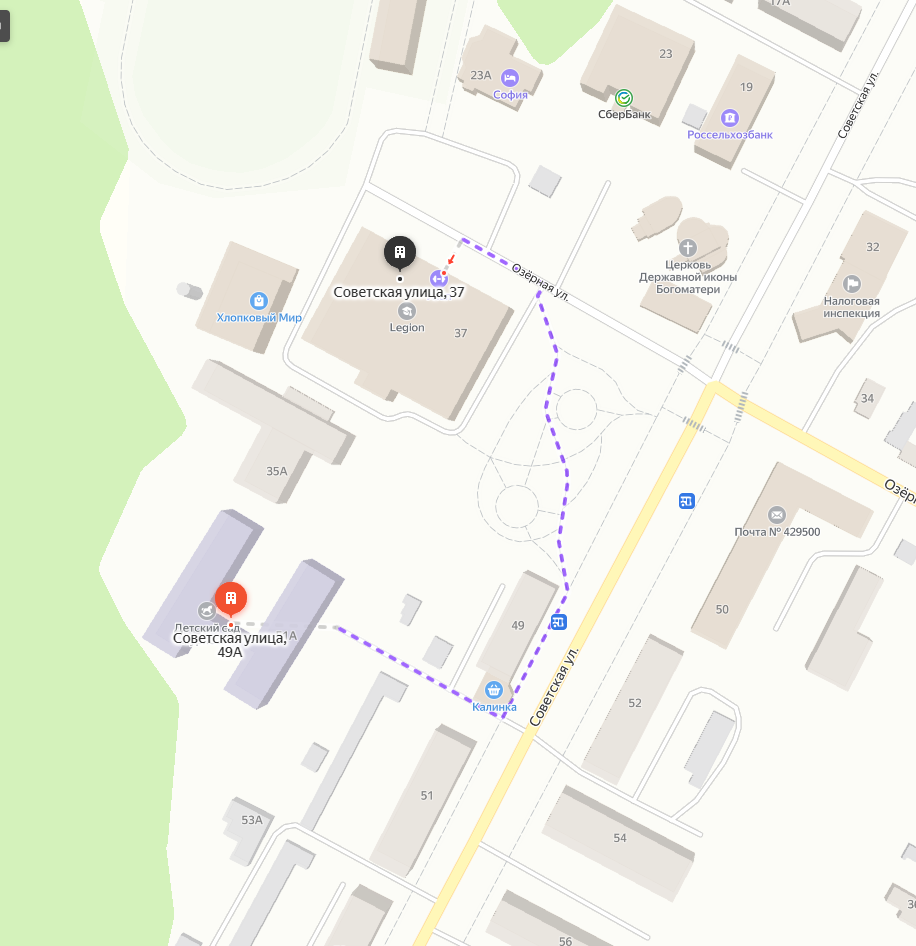 17А
23
23А
София
СберБанк
19
Россельхозбанк
Советская ул.
Озёрная ул.
Церковь
Державной иконы
Богоматери
32
Налоговая
инспекция
Советская улица, 37
Legion
37
Хлопковый Мир
34
35А
Почта № 429500
50
Детский сад
Советская улица,
49А
49
Калинка
Советская ул.
52
51
53А
54
56